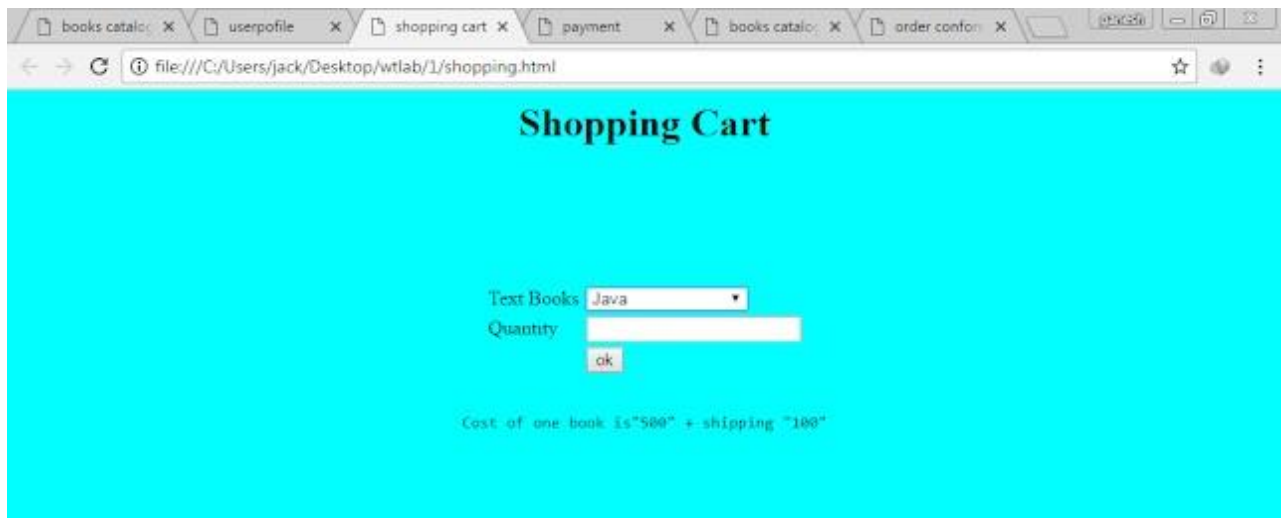 books catalo
userpofile
shopping cart
payment
books catalo
order confor
file:///C:/Users/jack/Desktop/wtlab/1/shopping.html
Shopping Cart
Text Books Java
Quantity
ok
Cost of one book is"500" + shipping "100"